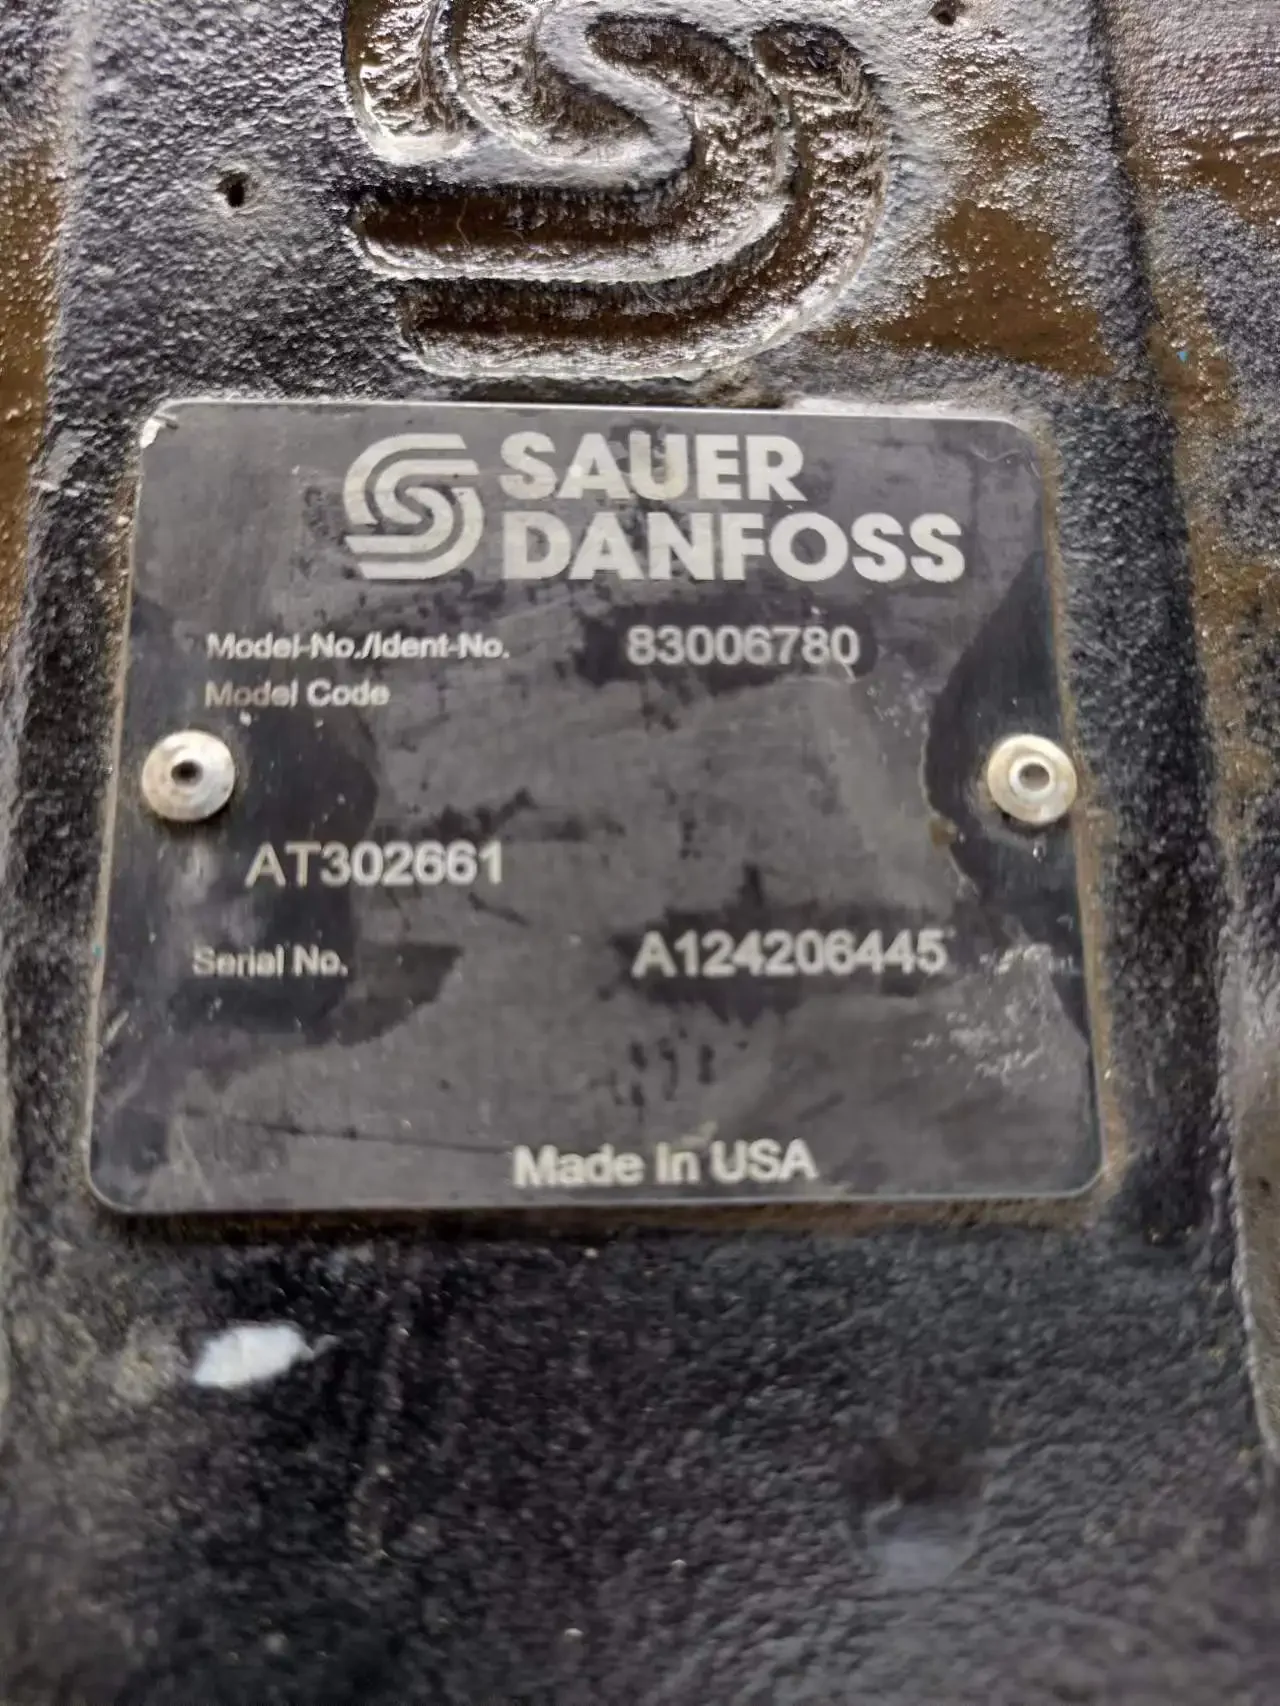 SAUER
DANFOSS
Model-No./Ident-No. 83006780
Model Code
AT302661
Serial No. A124206445
Made In USA